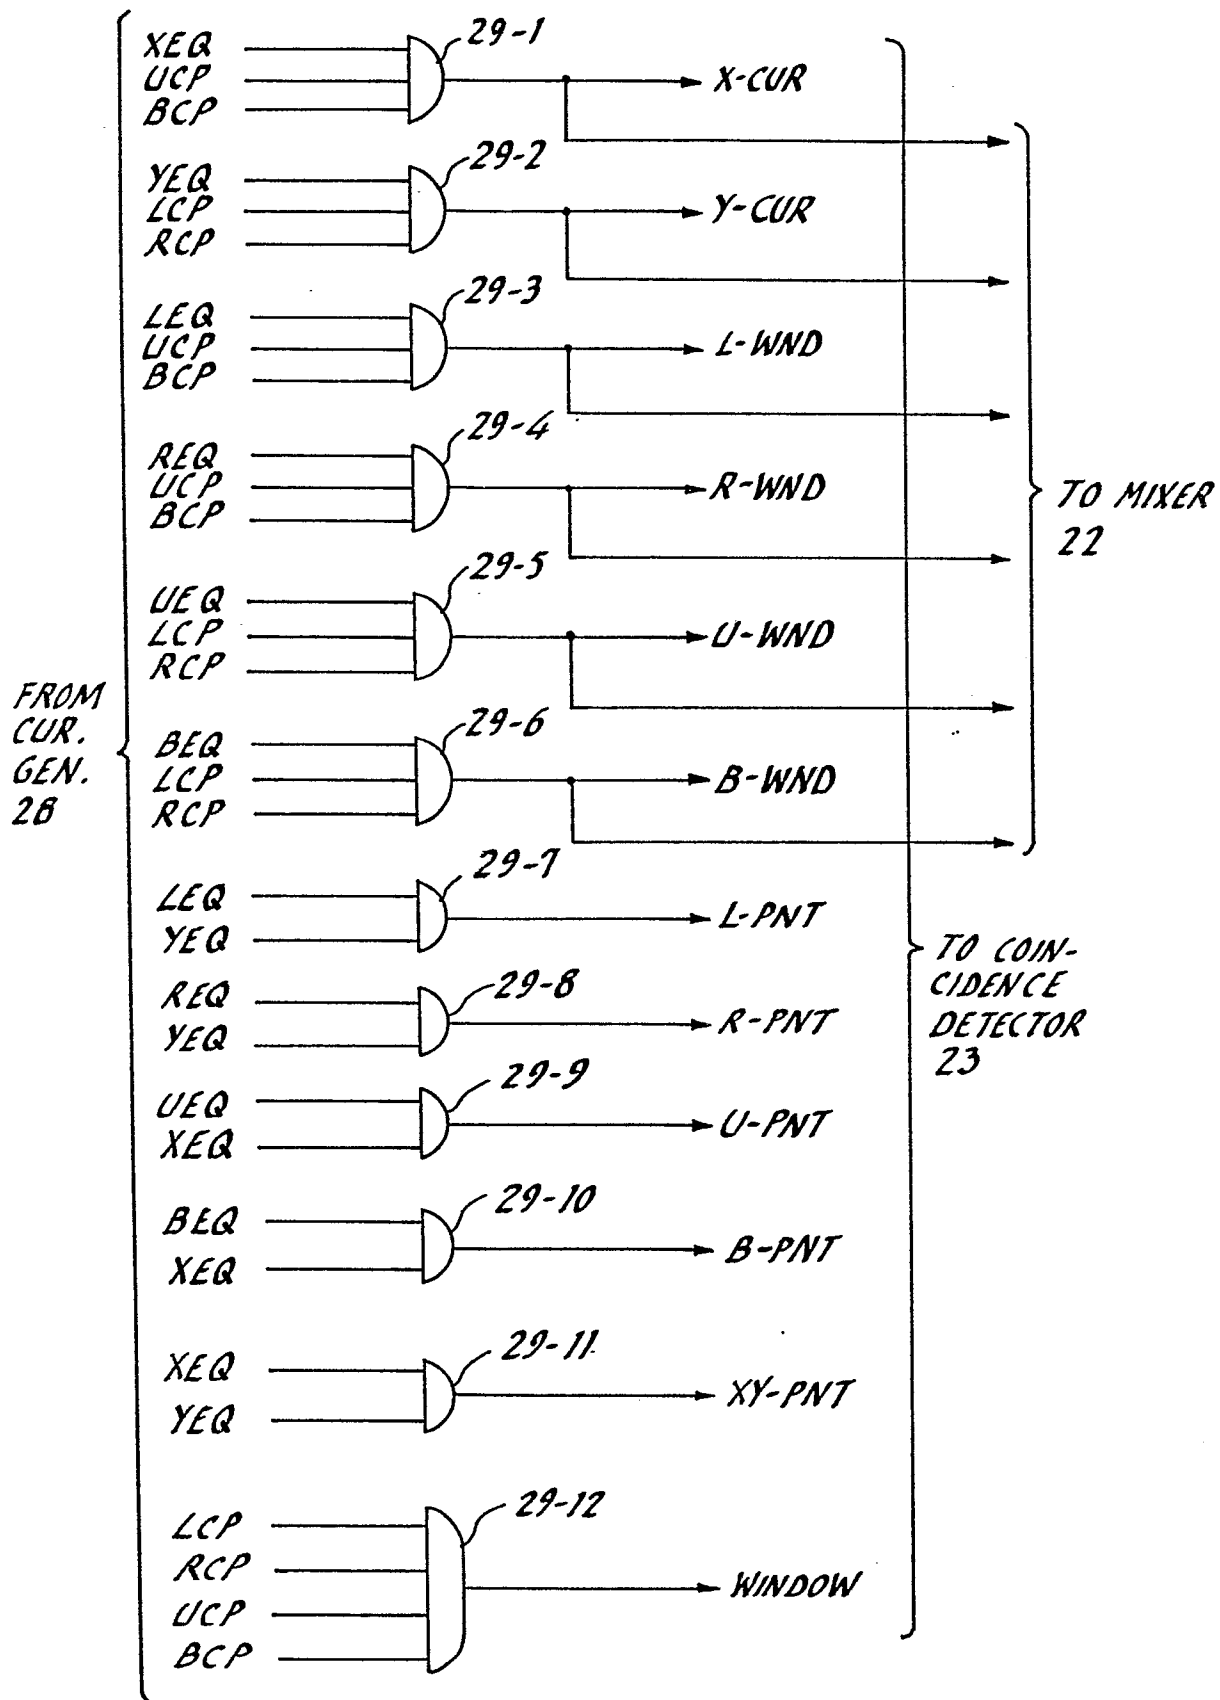 XEQ
UCP
BCP
29-1
X-CUR
YEQ
LCP
RCP
29-2
Y-CUR
LEQ
UCP
BCP
29-3
L-WND
REQ
UCP
BCP
29-4
R-WND
TO MIXER
22
UEQ
LCP
RCP
29-5
U-WND
FROM
CUR.
GEN.
28
BEQ
LCP
RCP
29-6
B-WND
LEQ
YEQ
29-7
L-PNT
TO COIN-
CIDENCE
DETECTOR
23
REQ
YEQ
29-8
R-PNT
UEQ
XEQ
29-9
U-PNT
BEQ
XEQ
29-10
B-PNT
XEQ
YEQ
29-11
XY-PNT
LCP
RCP
UCP
BCP
29-12
WINDOW